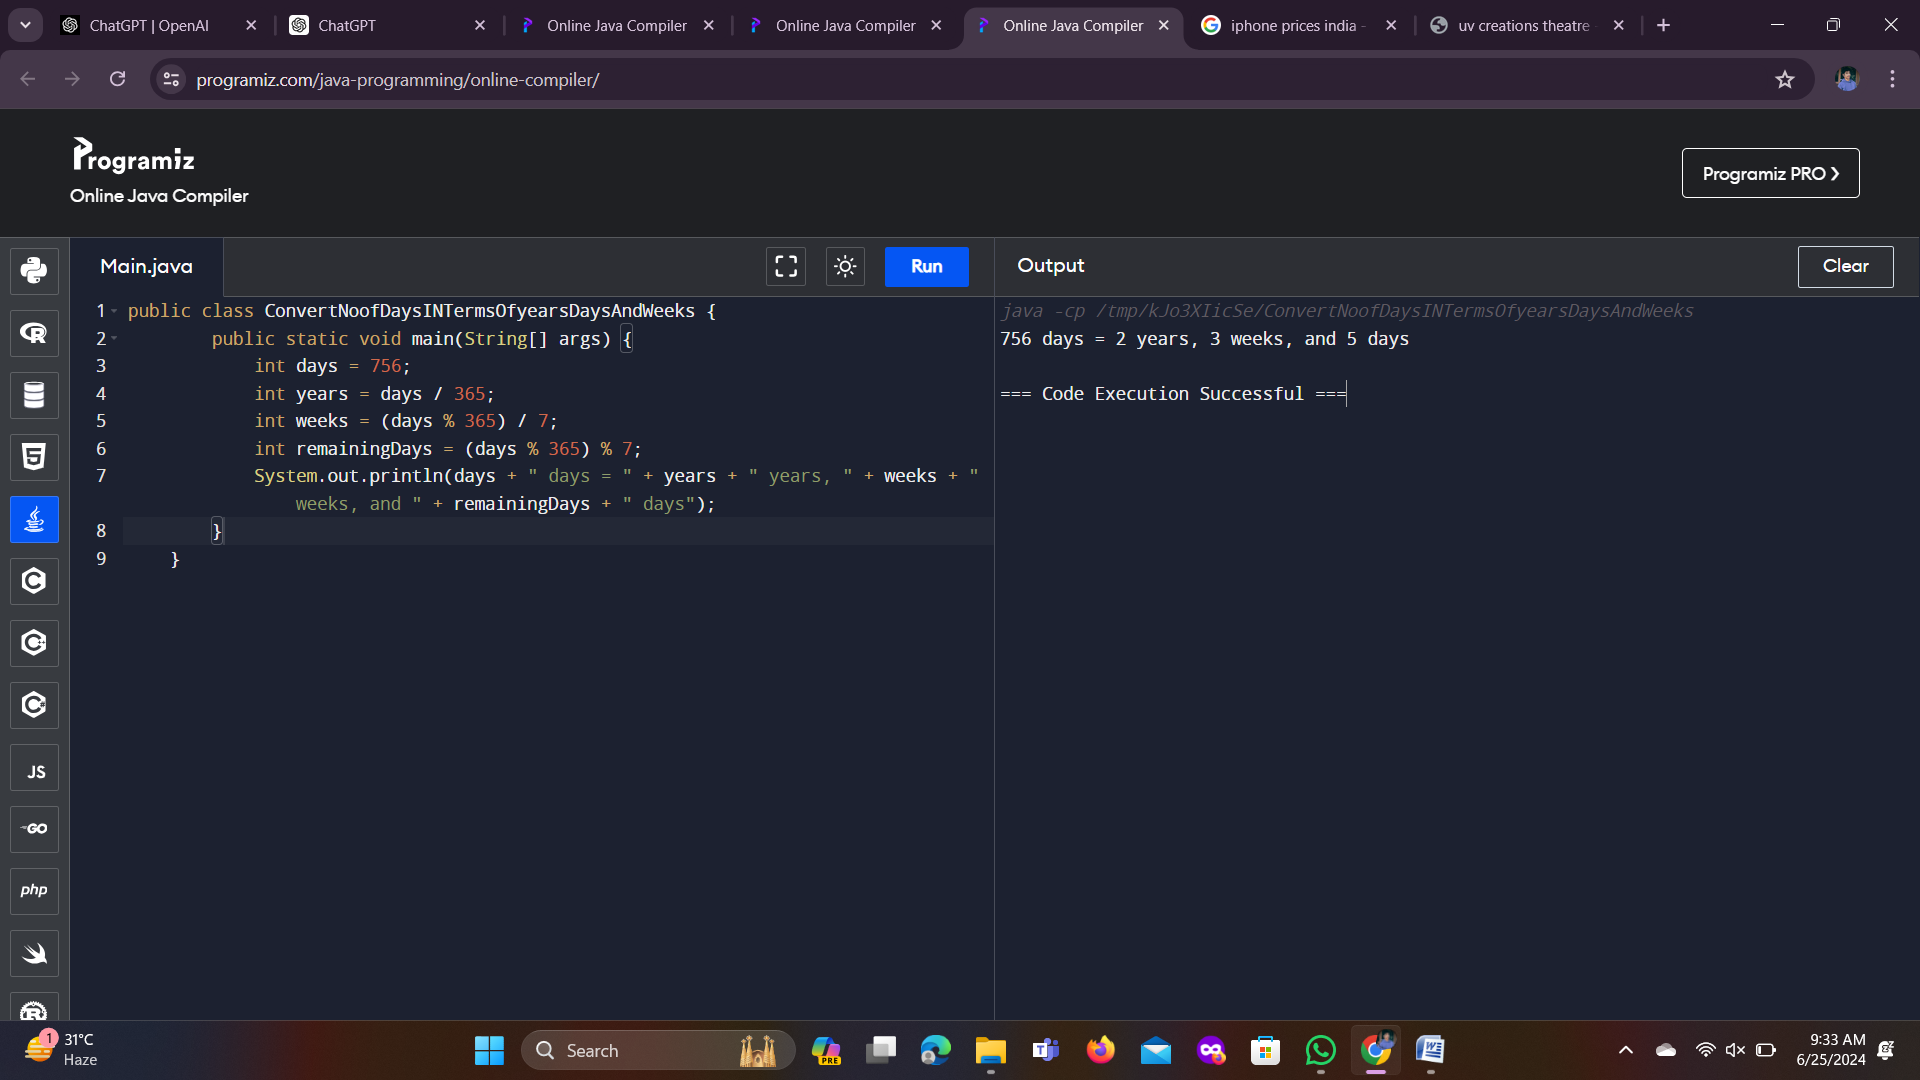 ChatGPT | OpenAI
ChatGPT
Online Java Compiler
Online Java Compiler
Online Java Compiler
iphone prices india -
uv creations theatre
programiz.com/java-programming/online-compiler/
Programiz
Online Java Compiler
Programiz PRO ❯
Main.java
Run
Output
Clear
1 public class ConvertNoofDaysINTermsOfyearsDaysAndWeeks {
2 public static void main(String[] args) {
3 int days = 756;
4 int years = days / 365;
5 int weeks = (days % 365) / 7;
6 int remainingDays = (days % 365) % 7;
7 System.out.println(days + " days = " + years + " years, " + weeks + "
weeks, and " + remainingDays + " days");
8 }
9 }
java -cp /tmp/kJo3XIicSe/ConvertNoofDaysINTermsOfyearsDaysAndWeeks
756 days = 2 years, 3 weeks, and 5 days
=== Code Execution Successful ===
R
5
C
C
C
JS
GO
php
R
1
31°C
Haze
Search
PRE
9:33 AM
6/25/2024